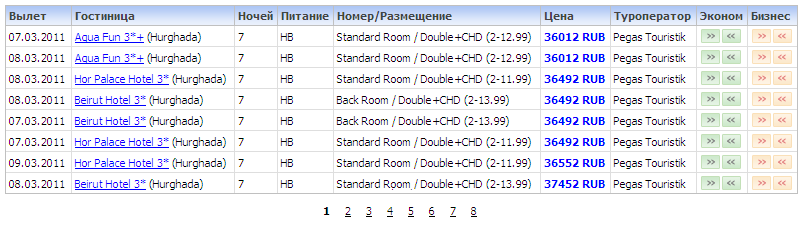 Вылет Гостиница Ночей Питание Номер/Размещение Цена Туроператор Эконом Бизнес
07.03.2011 Aqua Fun 3*+ (Hurghada) 7 HB Standard Room / Double+CHD (2-12.99) 36012 RUB Pegas Touristik >> << >> <<
08.03.2011 Aqua Fun 3*+ (Hurghada) 7 HB Standard Room / Double+CHD (2-12.99) 36012 RUB Pegas Touristik >> << >> <<
08.03.2011 Hor Palace Hotel 3* (Hurghada) 7 HB Standard Room / Double+CHD (2-11.99) 36492 RUB Pegas Touristik >> << >> <<
08.03.2011 Beirut Hotel 3* (Hurghada) 7 HB Back Room / Double+CHD (2-13.99) 36492 RUB Pegas Touristik >> << >> <<
07.03.2011 Beirut Hotel 3* (Hurghada) 7 HB Back Room / Double+CHD (2-13.99) 36492 RUB Pegas Touristik >> << >> <<
07.03.2011 Hor Palace Hotel 3* (Hurghada) 7 HB Standard Room / Double+CHD (2-11.99) 36492 RUB Pegas Touristik >> << >> <<
09.03.2011 Hor Palace Hotel 3* (Hurghada) 7 HB Standard Room / Double+CHD (2-11.99) 36552 RUB Pegas Touristik >> << >> <<
08.03.2011 Beirut Hotel 3* (Hurghada) 7 HB Standard Room / Double+CHD (2-13.99) 37452 RUB Pegas Touristik >> << >> <<
1 2 3 4 5 6 7 8